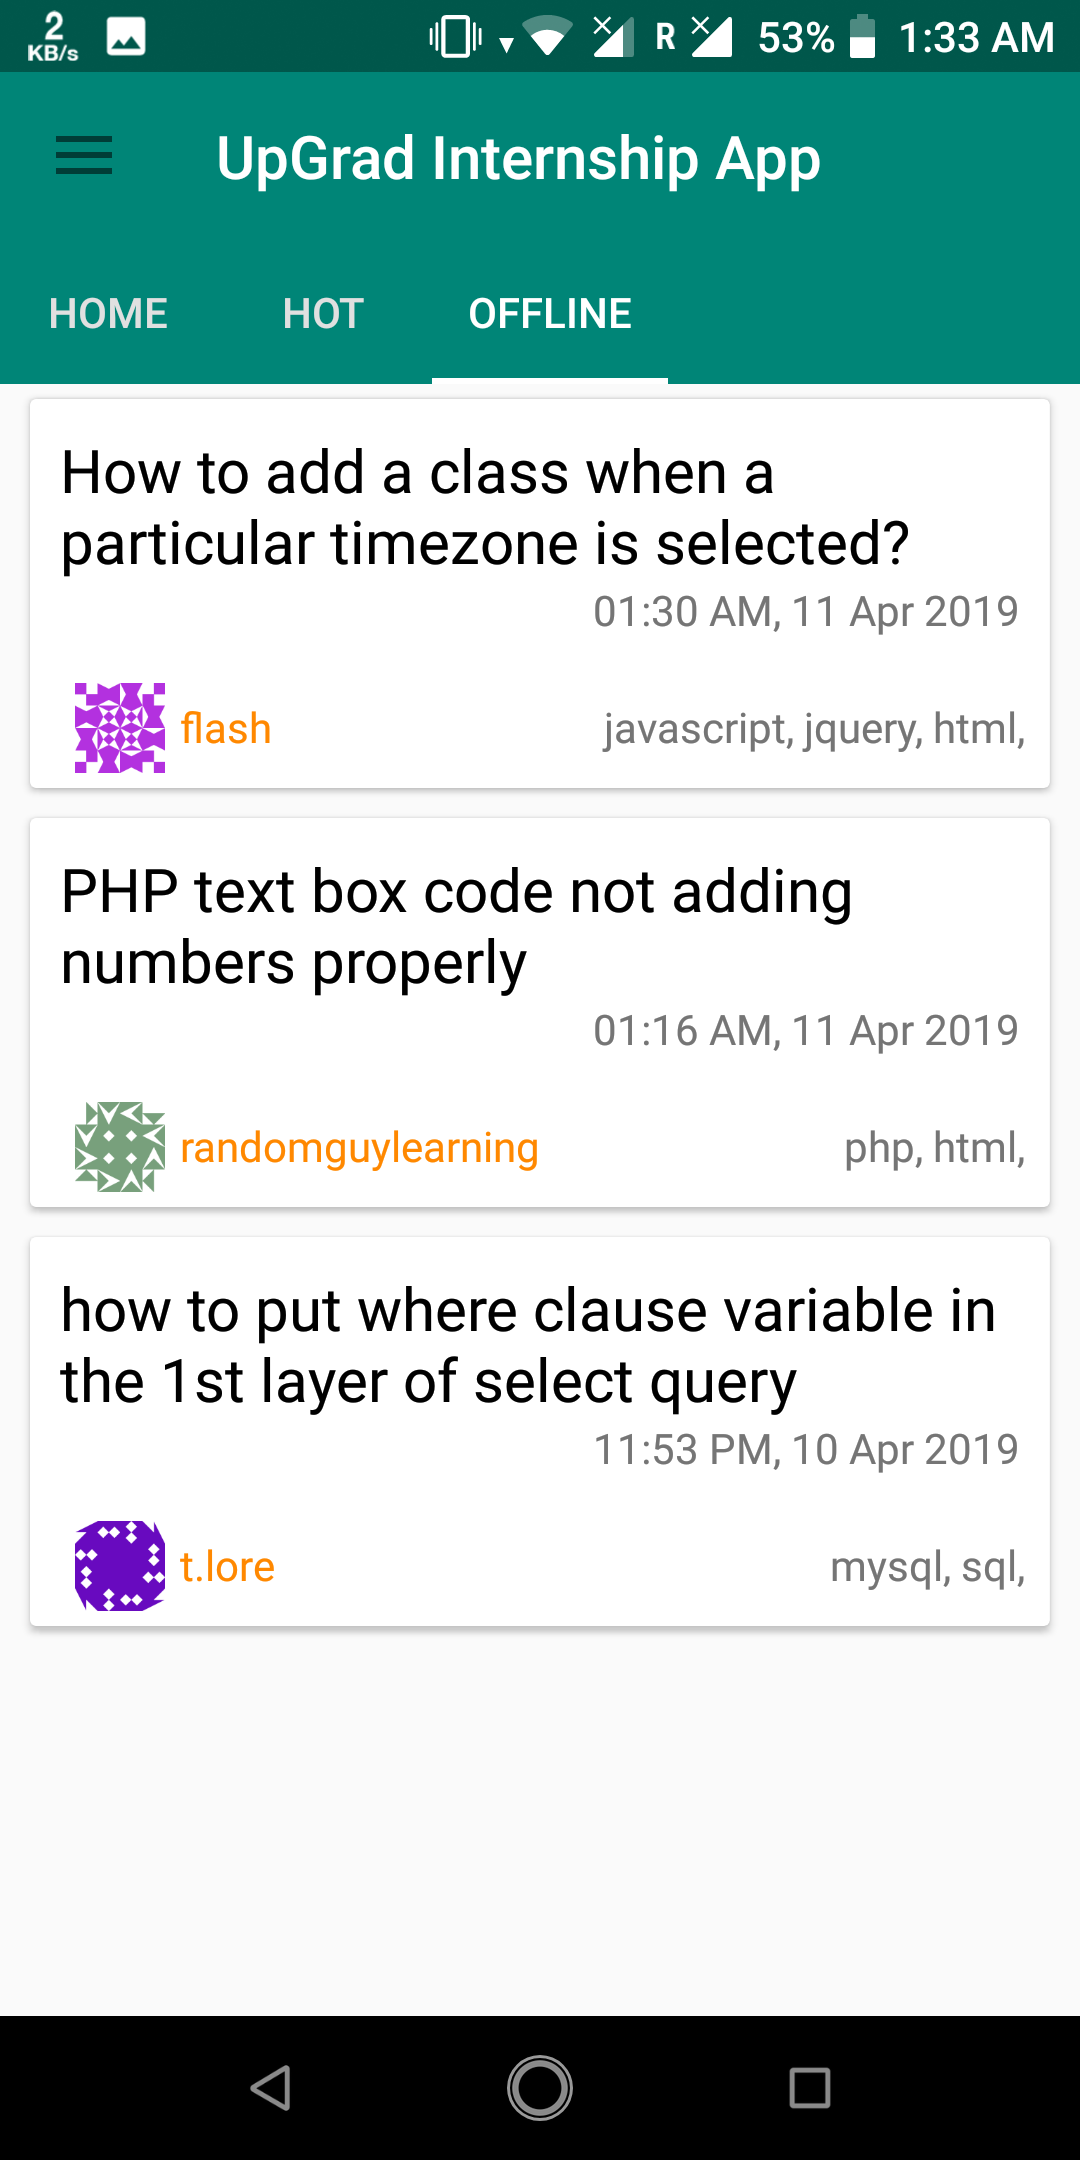 2
KB/s
R
53%
1:33 AM
UpGrad Internship App
HOME
HOT
OFFLINE
How to add a class when a
particular timezone is selected?
01:30 AM, 11 Apr 2019
flash
javascript, jquery, html,
PHP text box code not adding
numbers properly
01:16 AM, 11 Apr 2019
randomguylearning
php, html,
how to put where clause variable in
the 1st layer of select query
11:53 PM, 10 Apr 2019
t.lore
mysql, sql,